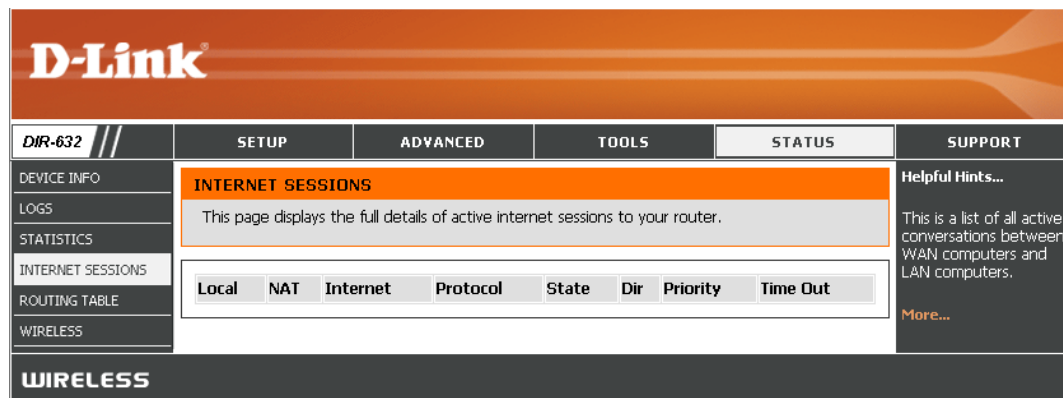 D-Link®
DIR-632 SETUP ADVANCED TOOLS STATUS SUPPORT
DEVICE INFO
LOGS
STATISTICS
INTERNET SESSIONS
ROUTING TABLE
WIRELESS
INTERNET SESSIONS
This page displays the full details of active internet sessions to your router.
Local NAT Internet Protocol State Dir Priority Time Out
Helpful Hints...
This is a list of all active
conversations between
WAN computers and
LAN computers.
More...
WIRELESS